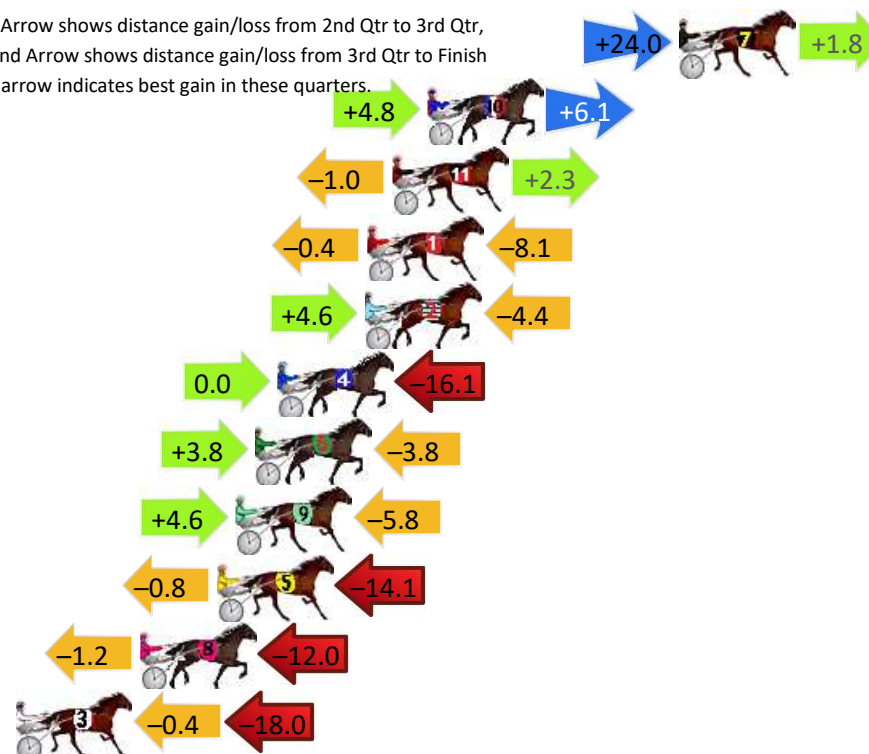 Arrow shows distance gain/loss from 2nd Qtr to 3rd Qtr,
nd Arrow shows distance gain/loss from 3rd Qtr to Finish
arrow indicates best gain in these quarters.
+24.0 7 +1.8
+4.8 10 +6.1
–1.0 11 +2.3
–0.4 1 –8.1
+4.6 2 –4.4
0.0 4 –16.1
+3.8 6 –3.8
+4.6 9 –5.8
–0.8 5 –14.1
–1.2 8 –12.0
3 –0.4 –18.0